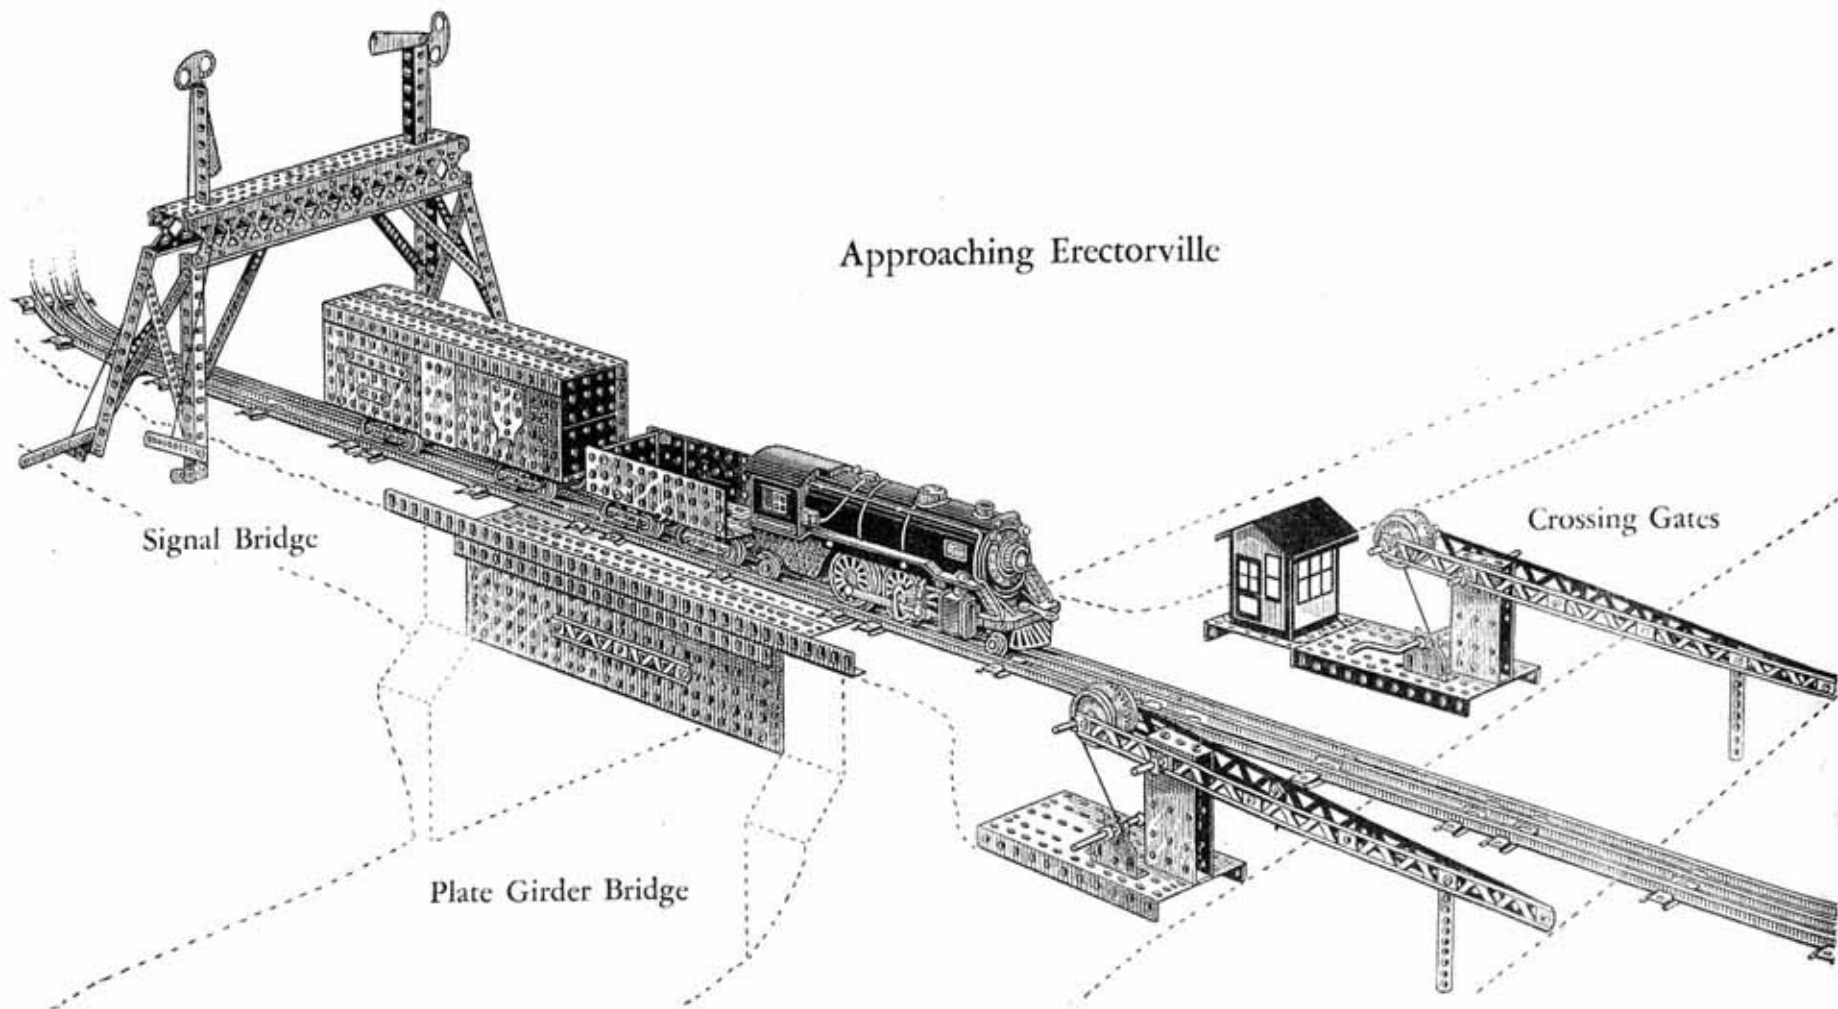 Approaching Erectorville
Crossing Gates
Signal Bridge
Plate Girder Bridge